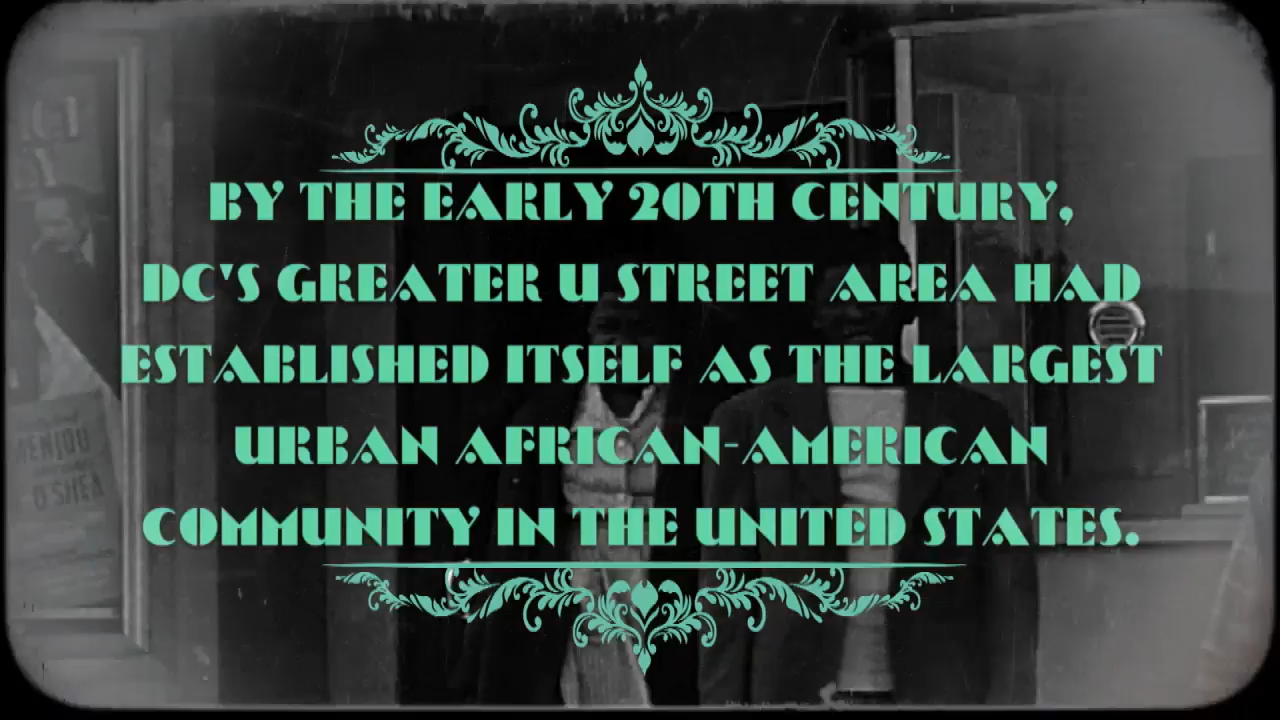 BY THE EARLY 20TH CENTURY,
DC'S GREATER U STREET AREA HAD
ESTABLISHED ITSELF AS THE LARGEST
URBAN AFRICAN-AMERICAN
COMMUNITY IN THE UNITED STATES.
O'SHEA